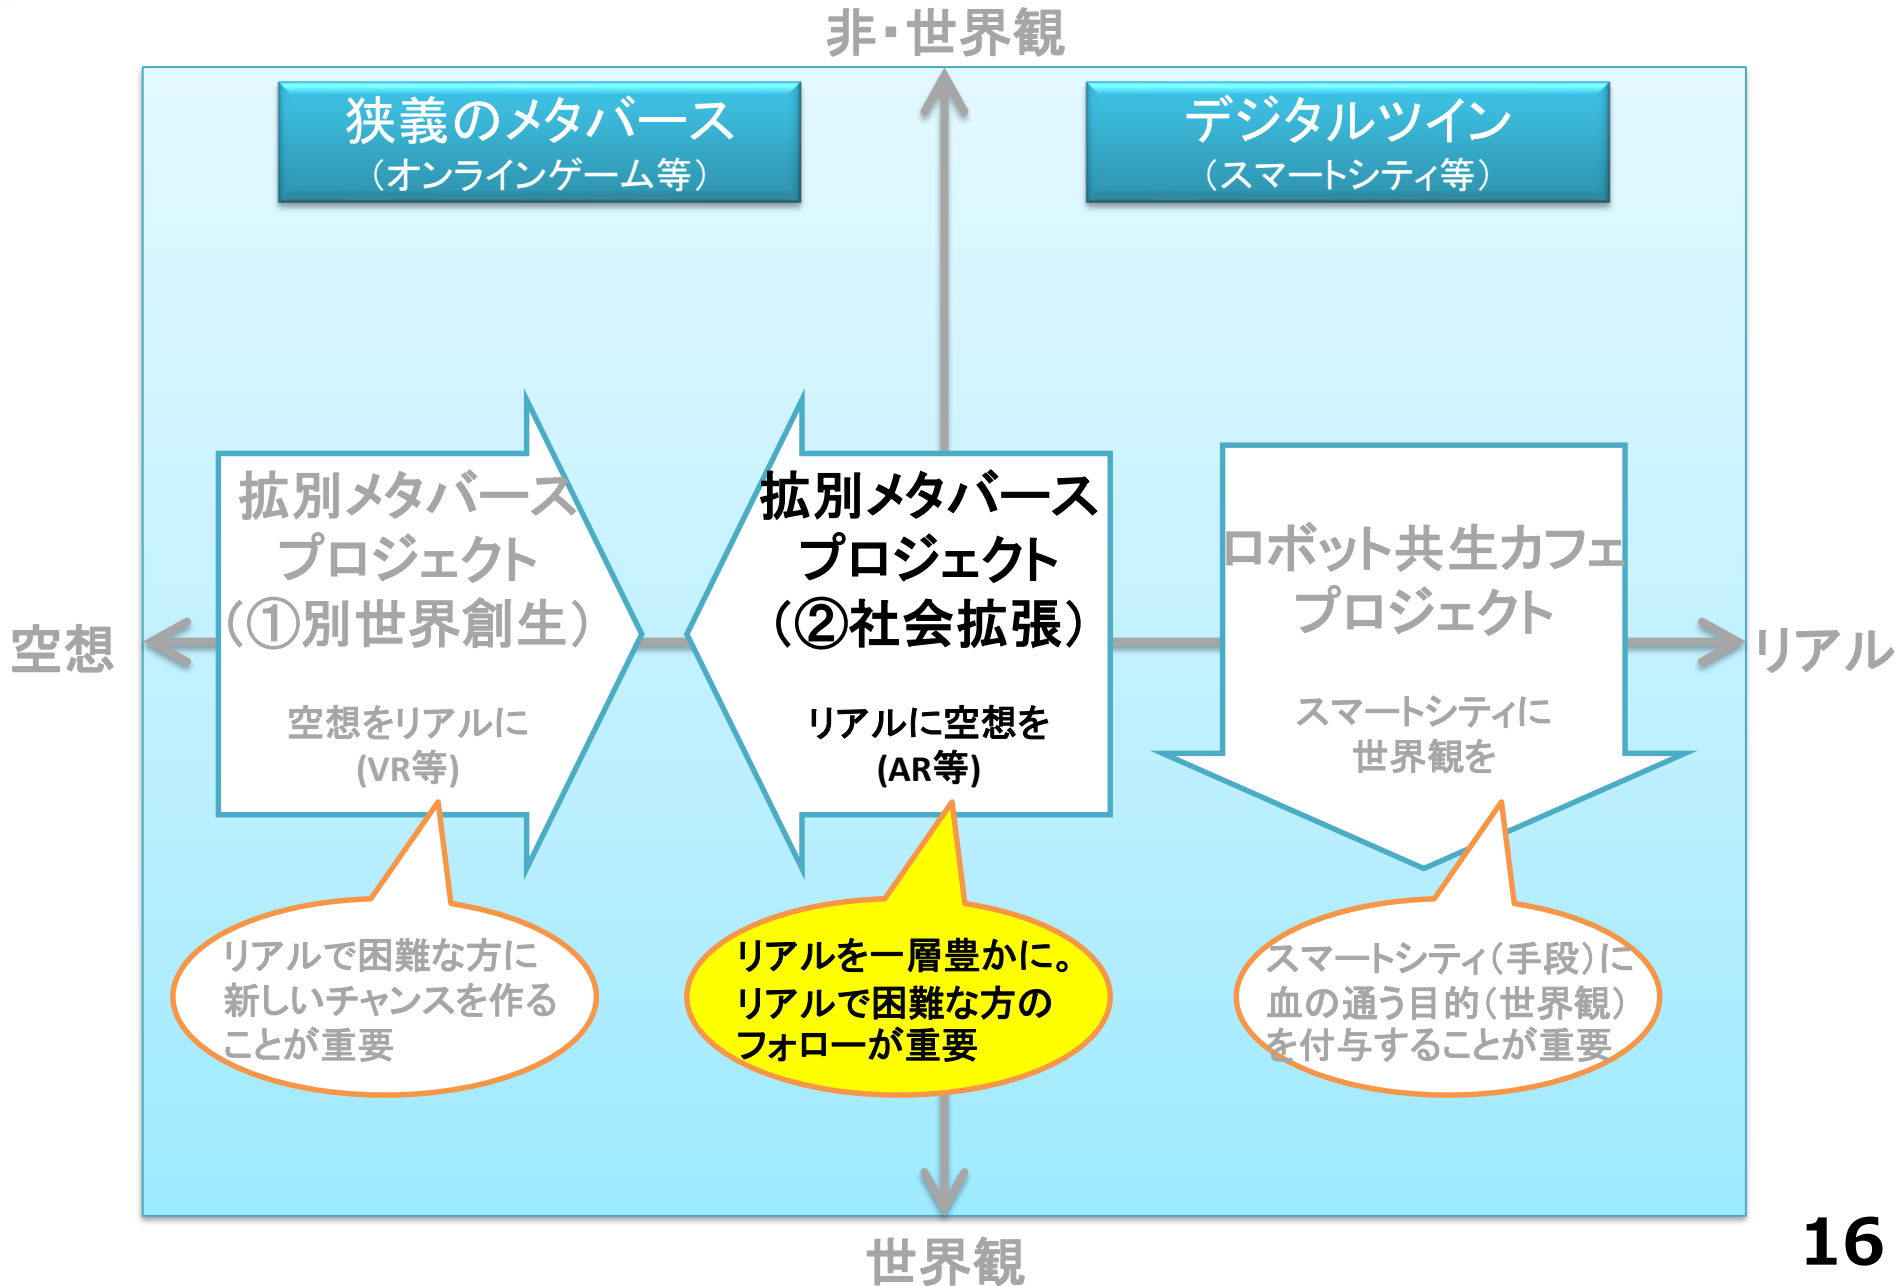 非・世界観
狭義のメタバース
（オンラインゲーム等）
デジタルツイン
（スマートシティ等）
拡別メタバース
プロジェクト
（①別世界創生）
空想をリアルに
(VR等)
拡別メタバース
プロジェクト
（②社会拡張）
リアルに空想を
(AR等)
ロボット共生カフェ
プロジェクト
スマートシティに
世界観を
空想
リアル
リアルで困難な方に
新しいチャンスを作る
ことが重要
リアルを一層豊かに。
リアルで困難な方の
フォローが重要
スマートシティ（手段）に
血の通う目的（世界観）
を付与することが重要
世界観
16